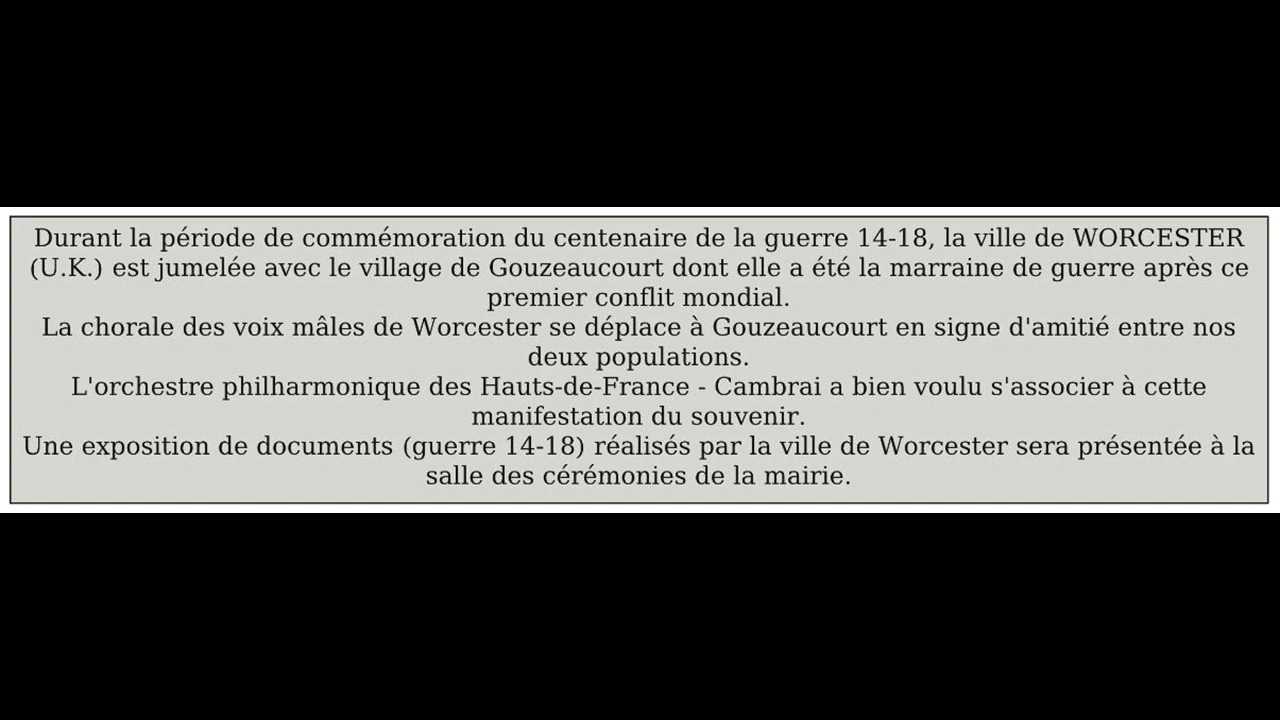 Durant la période de commémoration du centenaire de la guerre 14-18, la ville de WORCESTER
(U.K.) est jumelée avec le village de Gouzeaucourt dont elle a été la marraine de guerre après ce
premier conflit mondial.
La chorale des voix mâles de Worcester se déplace à Gouzeaucourt en signe d'amitié entre nos
deux populations.
L'orchestre philharmonique des Hauts-de-France - Cambrai a bien voulu s'associer à cette
manifestation du souvenir.
Une exposition de documents (guerre 14-18) réalisés par la ville de Worcester sera présentée à la
salle des cérémonies de la mairie.